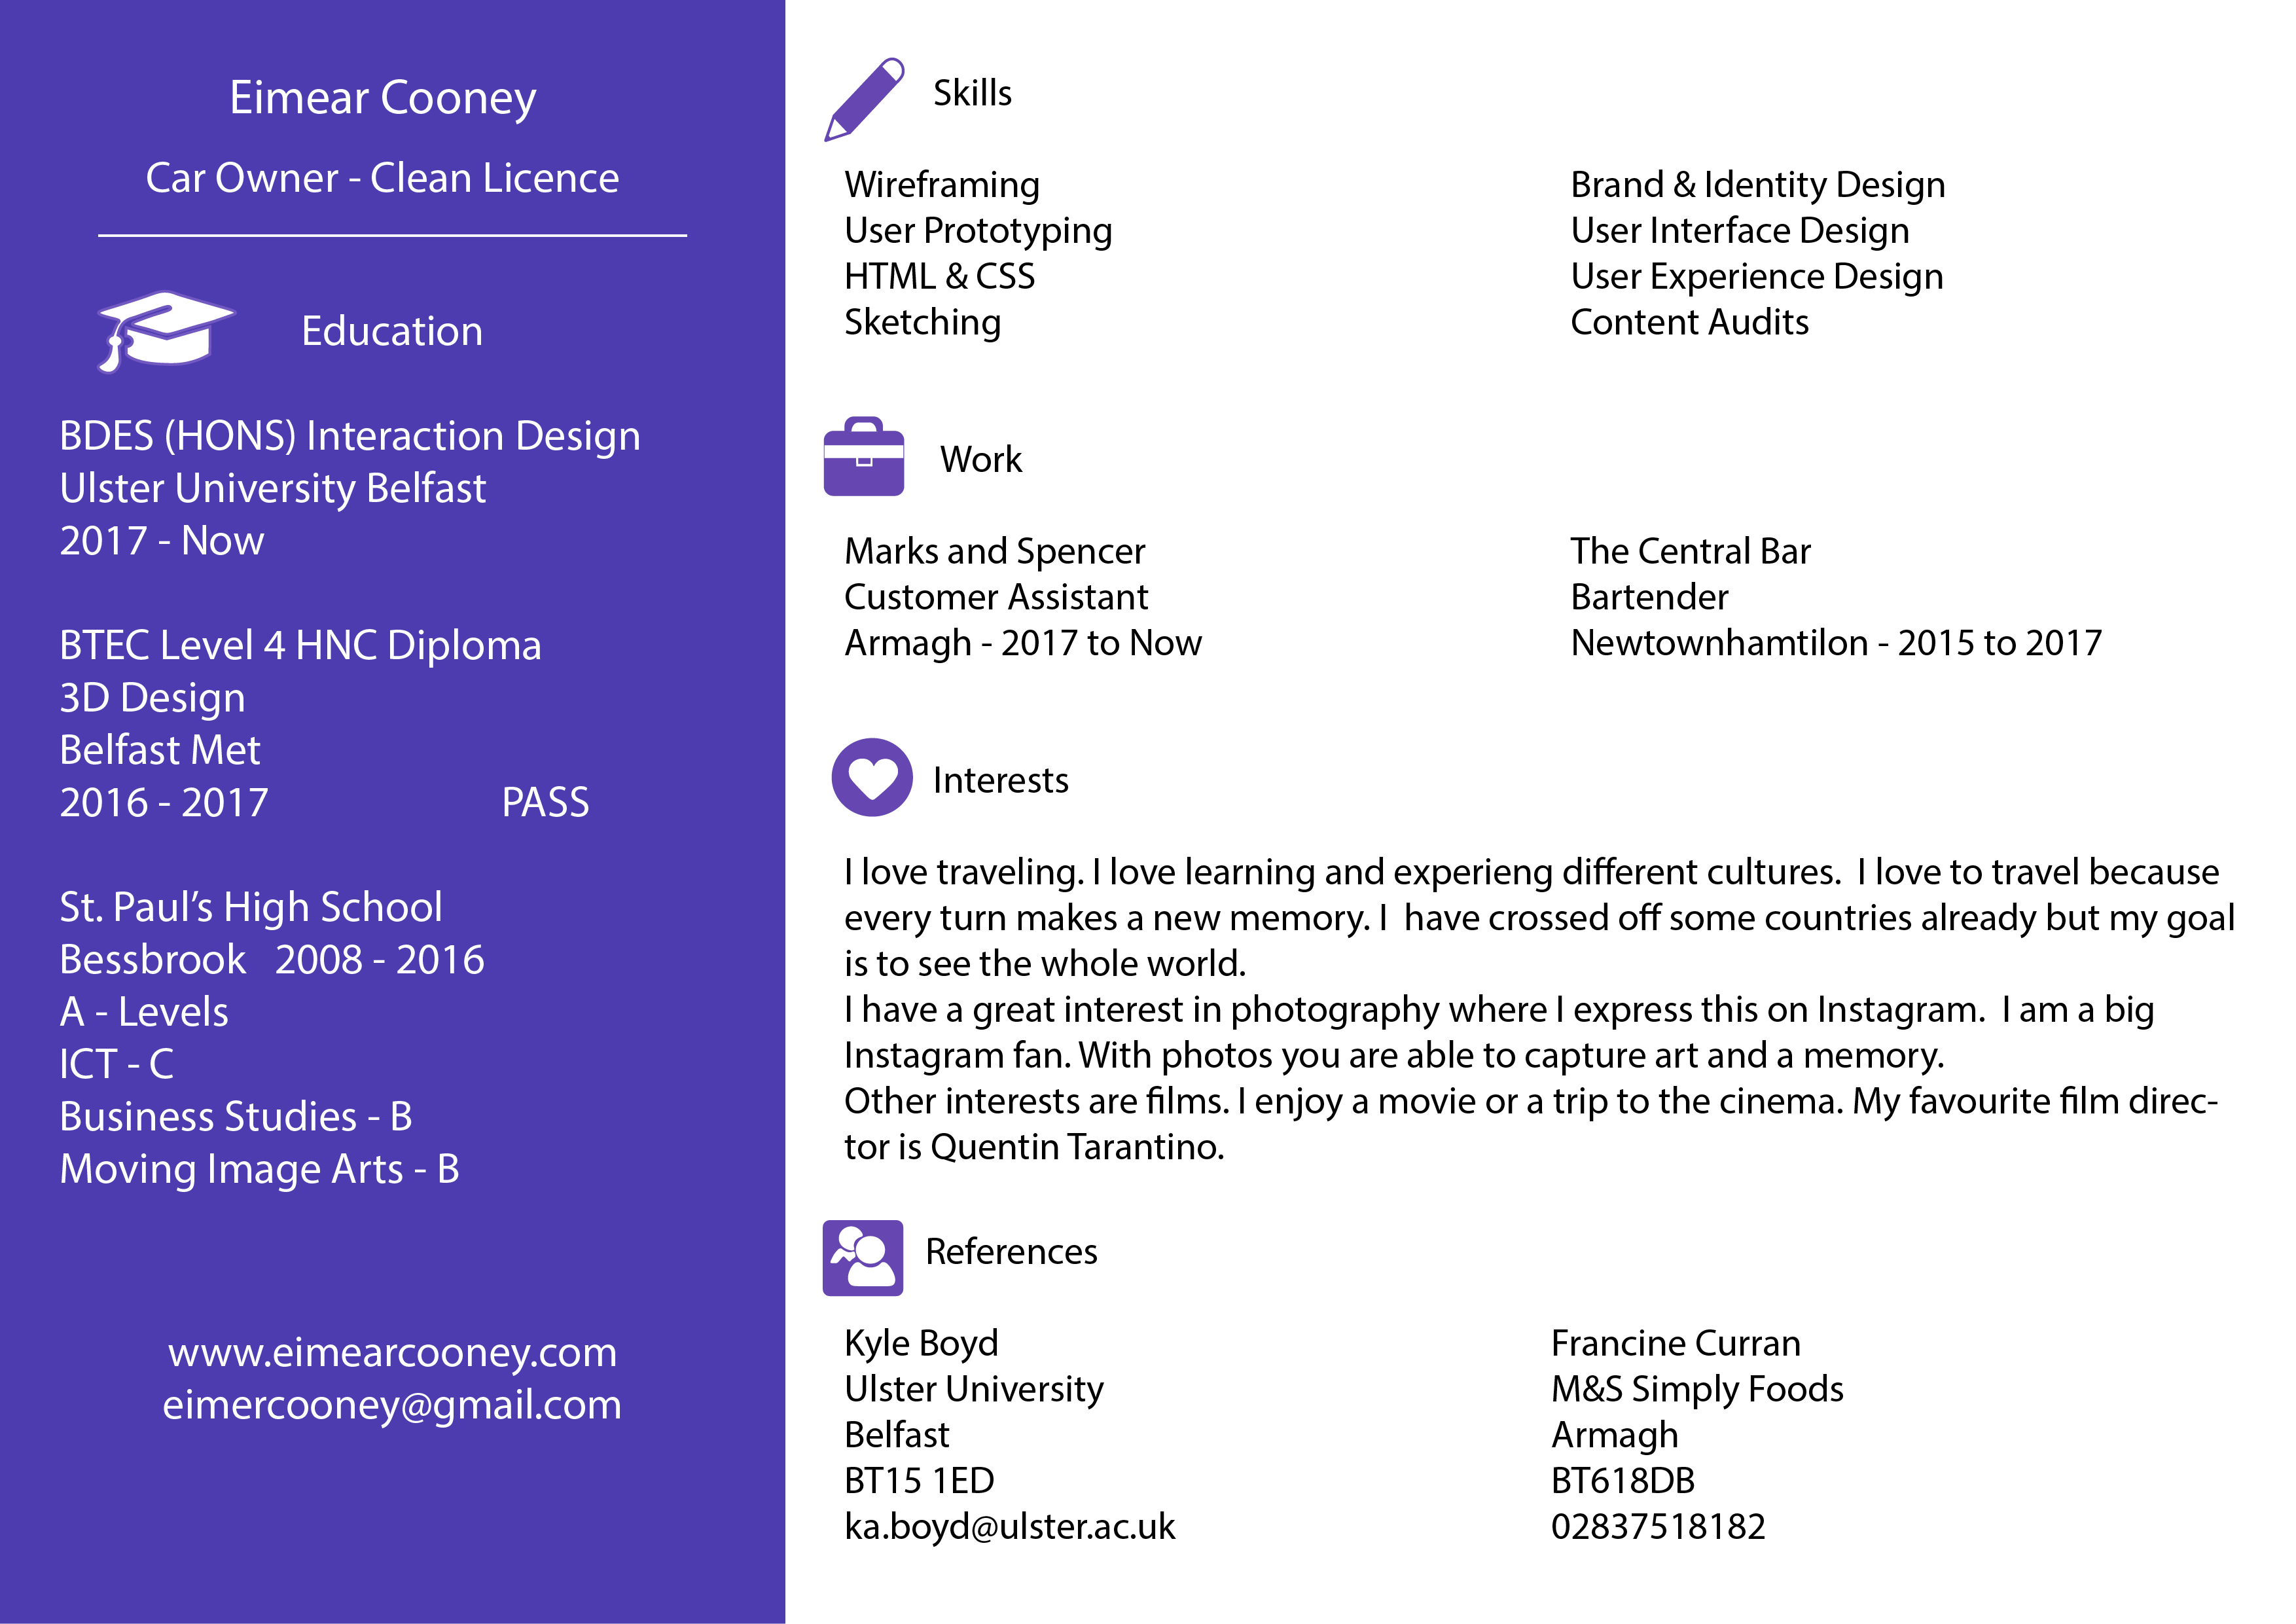 Eimear Cooney
Car Owner - Clean Licence
Education
BDES (HONS) Interaction Design
Ulster University Belfast
2017 - Now
BTEC Level 4 HNC Diploma
3D Design
Belfast Met
2016 - 2017 PASS
St. Paul’s High School
Bessbrook 2008 - 2016
A - Levels
ICT - C
Business Studies - B
Moving Image Arts - B
www.eimearcooney.com
eimercooney@gmail.com
Skills
Wireframing
User Prototyping
HTML & CSS
Sketching
Brand & Identity Design
User Interface Design
User Experience Design
Content Audits
Work
Marks and Spencer
Customer Assistant
Armagh - 2017 to Now
The Central Bar
Bartender
Newtownhamtilon - 2015 to 2017
Interests
I love traveling. I love learning and experieng different cultures. I love to travel because
every turn makes a new memory. I have crossed off some countries already but my goal
is to see the whole world.
I have a great interest in photography where I express this on Instagram. I am a big
Instagram fan. With photos you are able to capture art and a memory.
Other interests are films. I enjoy a movie or a trip to the cinema. My favourite film direc-
tor is Quentin Tarantino.
References
Kyle Boyd
Ulster University
Belfast
BT15 1ED
ka.boyd@ulster.ac.uk
Francine Curran
M&S Simply Foods
Armagh
BT618DB
02837518182